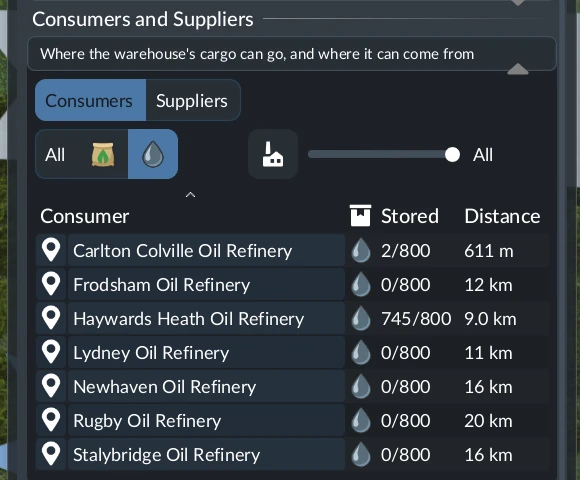 Consumers and Suppliers
Where the warehouse's cargo can go, and where it can come from
Consumers Suppliers
All All
Consumer Stored Distance
Carlton Colville Oil Refinery 2/800 611 m
Frodsham Oil Refinery 0/800 12 km
Haywards Heath Oil Refinery 745/800 9.0 km
Lydney Oil Refinery 0/800 11 km
Newhaven Oil Refinery 0/800 16 km
Rugby Oil Refinery 0/800 20 km
Stalybridge Oil Refinery 0/800 16 km